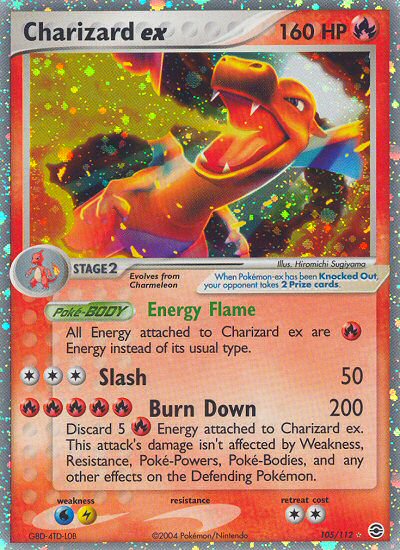 Charizard ex 160 HP
Illus. Hiromichi Sugiyama
STAGE 2
Evolves from
Charmeleon
When Pokémon-ex has been Knocked Out,
your opponent takes 2 Prize cards.
Poké-BODY Energy Flame
All Energy attached to Charizard ex are
Energy instead of its usual type.
Slash 50
Burn Down 200
Discard 5 Energy attached to Charizard ex.
This attack's damage isn't affected by Weakness,
Resistance, Poké-Powers, Poké-Bodies, and any
other effects on the Defending Pokémon.
weakness resistance retreat cost
GBD-4TD-L0B ©2004 Pokémon/Nintendo 105/112